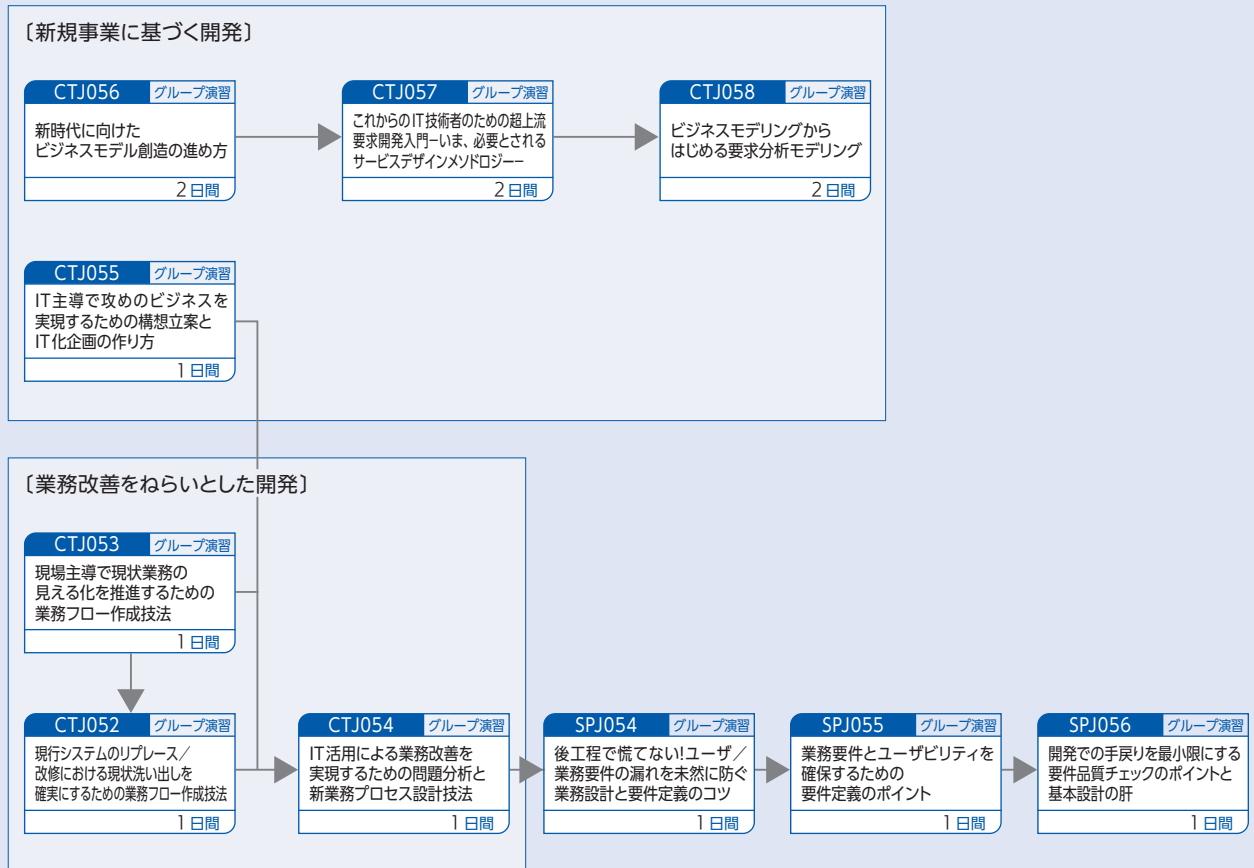 〔新規事業に基づく開発〕
CTJ056 グループ演習
新時代に向けた
ビジネスモデル創造の進め方
2日間
CTJ057 グループ演習
これからのIT技術者のための超上流
要求開発入門−いま、必要とされる
サービスデザインメソドロジー−
2日間
CTJ058 グループ演習
ビジネスモデリングから
はじめる要求分析モデリング
2日間
CTJ055 グループ演習
IT主導で攻めのビジネスを
実現するための構想立案と
IT化企画の作り方
1日間
〔業務改善をねらいとした開発〕
CTJ053 グループ演習
現場主導で現状業務の
見える化を推進するための
業務フロー作成技法
1日間
CTJ052 グループ演習
現行システムのリプレース／
改修における現状洗い出しを
確実にするための業務フロー作成技法
1日間
CTJ054 グループ演習
IT活用による業務改善を
実現するための問題分析と
新業務プロセス設計技法
1日間
SPJ054 グループ演習
後工程で慌てない!ユーザ／
業務要件の漏れを未然に防ぐ
業務設計と要件定義のコツ
1日間
SPJ055 グループ演習
業務要件とユーザビリティを
確保するための
要件定義のポイント
1日間
SPJ056 グループ演習
開発での手戻りを最小限にする
要件品質チェックのポイントと
基本設計の肝
1日間